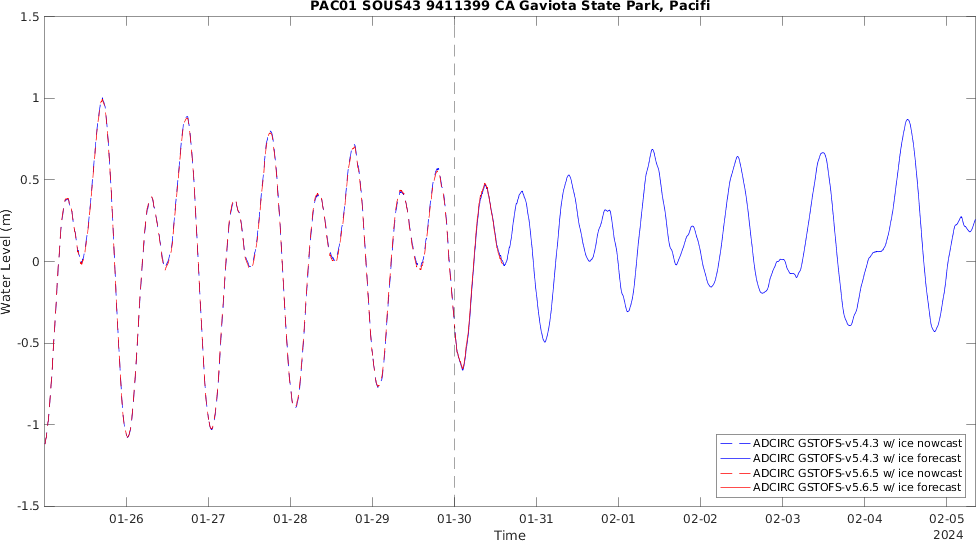 PAC01 SOUS43 9411399 CA Gaviota State Park, Pacifi
1.5
1
0.5
0
-0.5
-1
-1.5
Water Level (m)
01-26 01-27 01-28 01-29 01-30 01-31 02-01 02-02 02-03 02-04 02-05
Time
2024
ADCIRC GSTOFS-v5.4.3 w/ ice nowcast
ADCIRC GSTOFS-v5.4.3 w/ ice forecast
ADCIRC GSTOFS-v5.6.5 w/ ice nowcast
ADCIRC GSTOFS-v5.6.5 w/ ice forecast